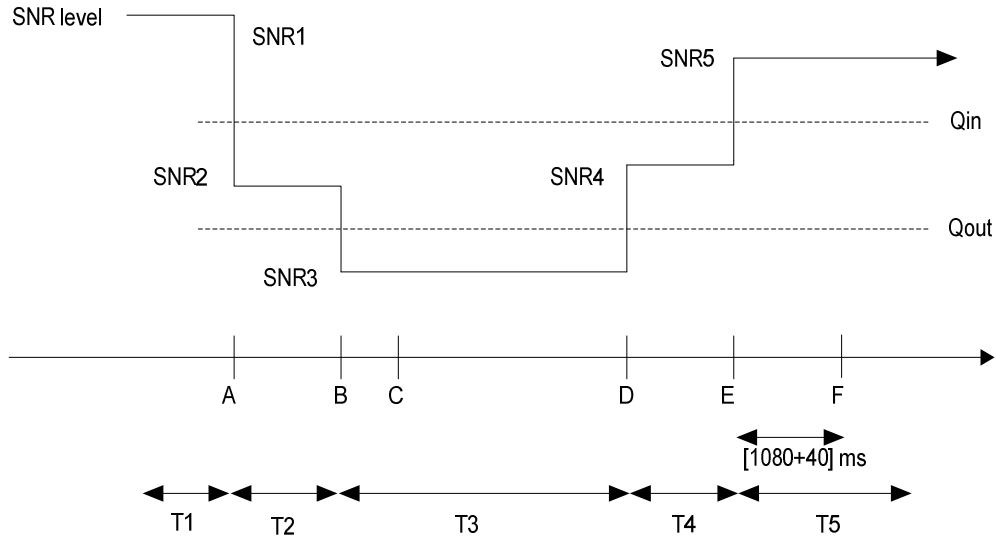 SNR level
SNR1
SNR5
Qin
SNR2
SNR4
Qout
SNR3
A
B
C
D
E
F
[1080+40] ms
T1
T2
T3
T4
T5